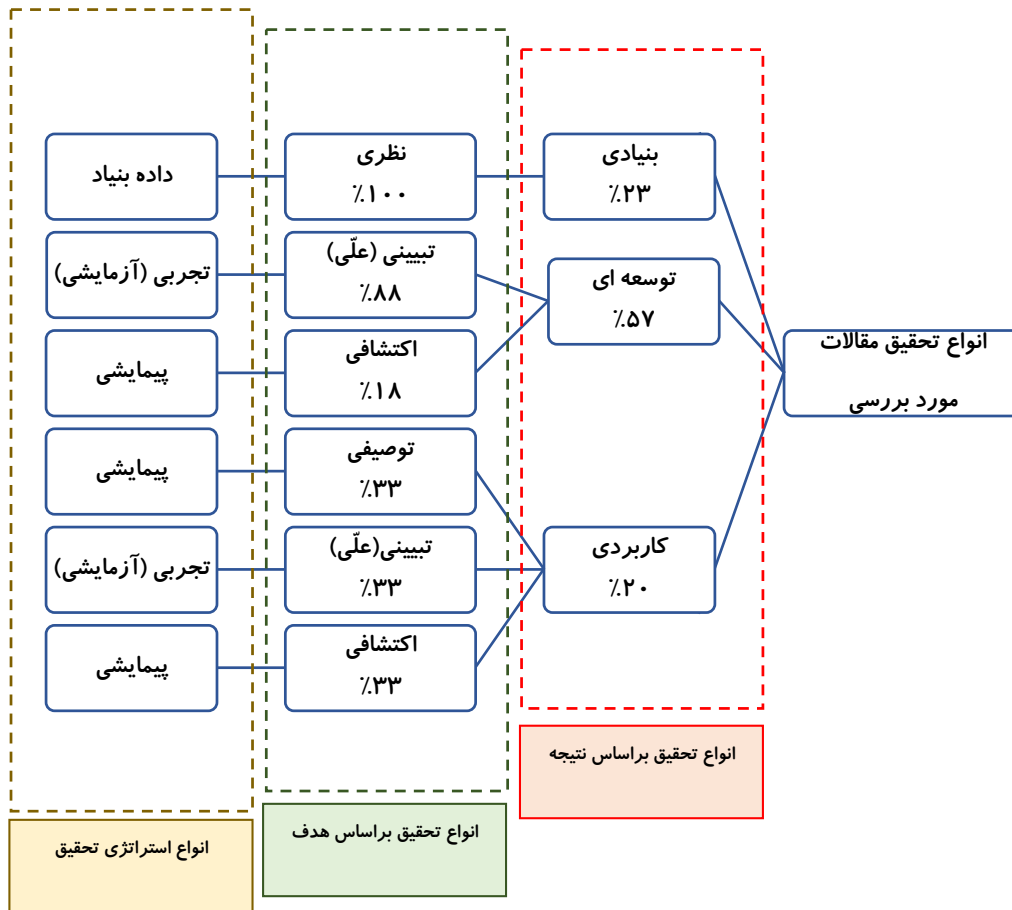 انواع تحقیق مقالات
مورد بررسی
بنیادی
٪۲۳
توسعه ای
٪۵۷
کاربردی
٪۲۰
انواع تحقیق براساس نتیجه
نظری
٪۱۰۰
تبیینی (علّی)
٪۸۸
اکتشافی
٪۱۸
توصیفی
٪۳۳
تبیینی(علّی)
٪۳۳
اکتشافی
٪۳۳
انواع تحقیق براساس هدف
داده بنیاد
تجربی (آزمایشی)
پیمایشی
پیمایشی
تجربی (آزمایشی)
پیمایشی
انواع استراتژی تحقیق